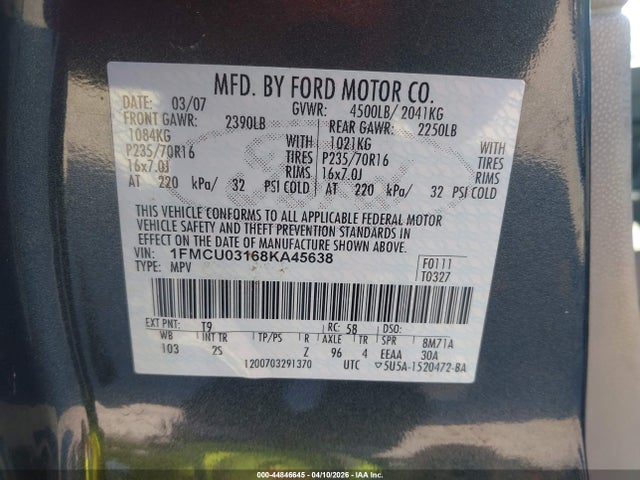 MFD. BY FORD MOTOR CO.
DATE: 03/07 GVWR: 4500LB/ 2041KG
FRONT GAWR: 2390LB REAR GAWR: 2250LB
1084KG WITH 1021KG WITH
P235/70R16 TIRES P235/70R16 TIRES
16x7.0J RIMS 16x7.0J RIMS
AT 220 kPa/ 32 PSI COLD AT 220 kPa/ 32 PSI COLD
THIS VEHICLE CONFORMS TO ALL APPLICABLE FEDERAL MOTOR
VEHICLE SAFETY AND THEFT PREVENTION STANDARDS IN
EFFECT ON THE DATE OF MANUFACTURE SHOWN ABOVE.
VIN: 1FMCU03168KA45638 F0111
TYPE: MPV T0327
EXT PNT: T9 RC: 58 DSO:
WB INT TR TP/PS R AXLE TR SPR 8M71A
103 2S Z 96 4 EEAA 30A
1200703291370 UTC 5U5A-1520472-BA
000-44846645 - 04/10/2026 - IAAI.COM